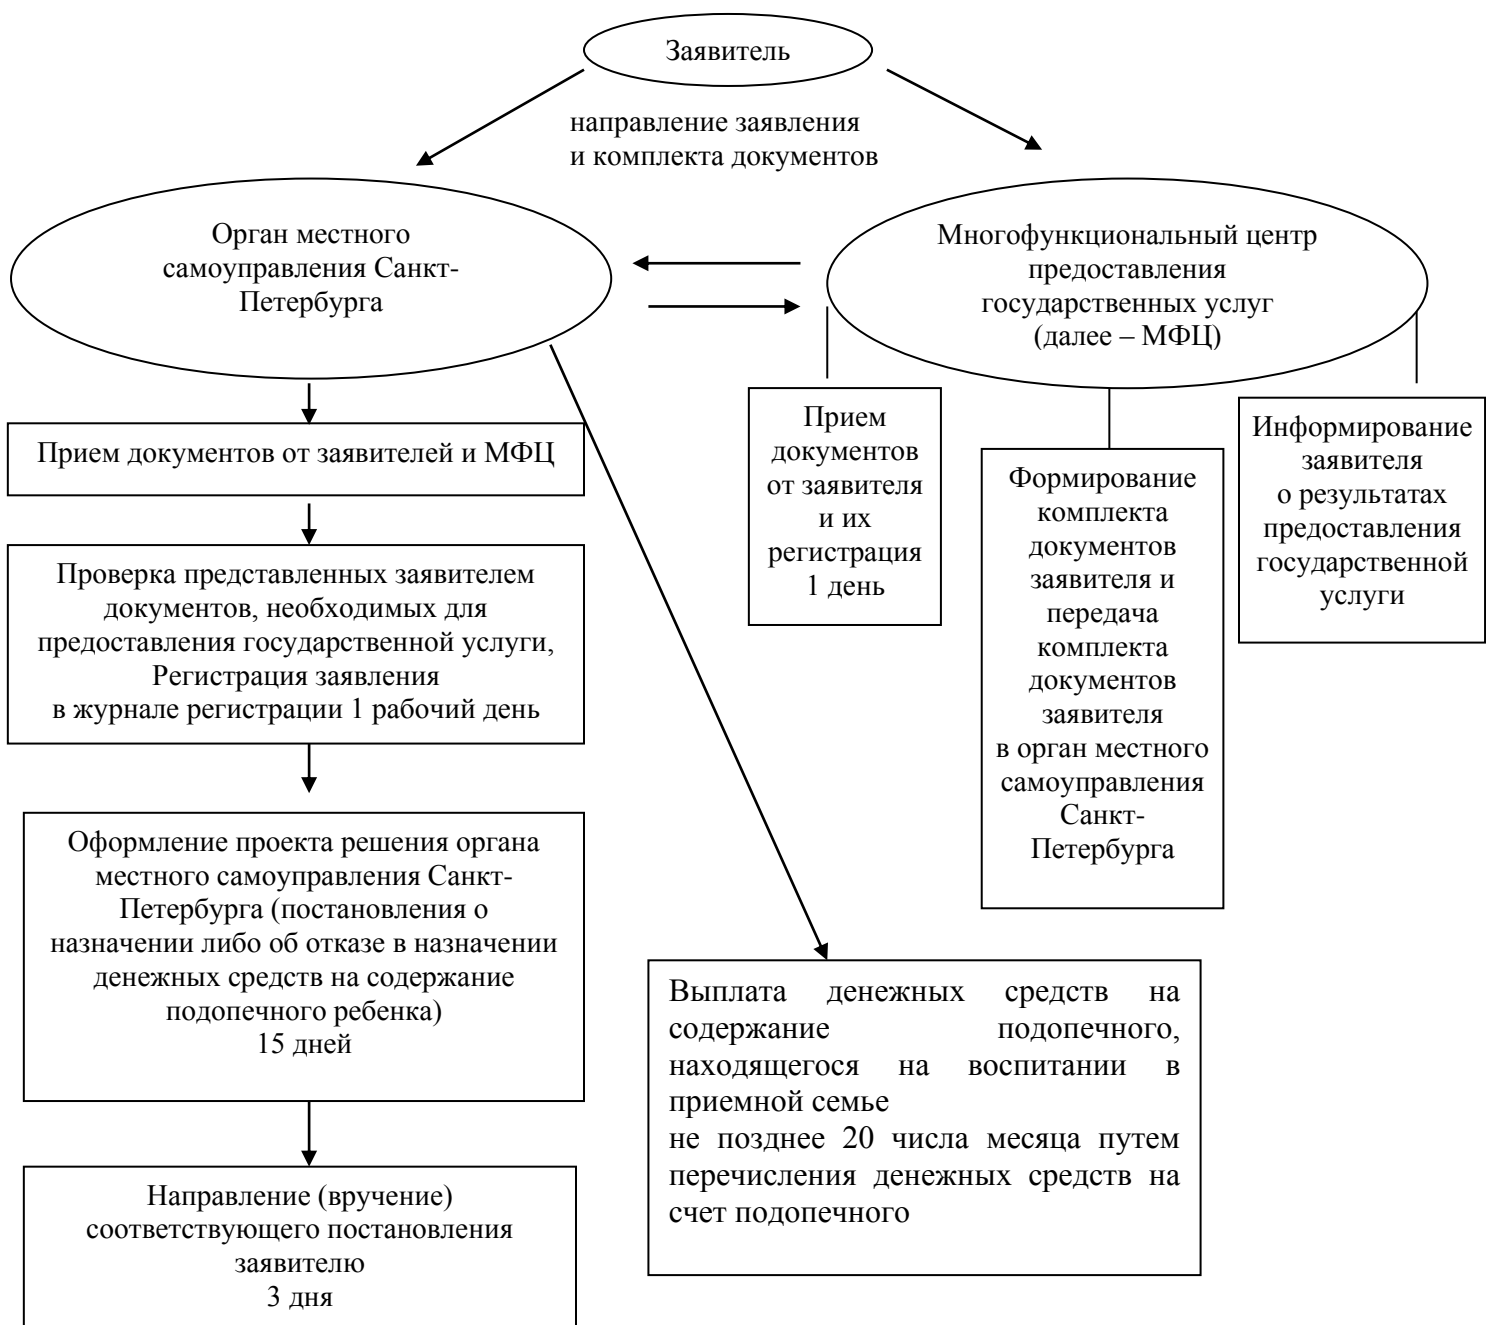 Заявитель
направление заявления
и комплекта документов
Орган местного
самоуправления Санкт-
Петербурга
Многофункциональный центр
предоставления
государственных услуг
(далее – МФЦ)
Прием документов от заявителей и МФЦ
Проверка представленных заявителем
документов, необходимых для
предоставления государственной услуги,
Регистрация заявления
в журнале регистрации 1 рабочий день
Оформление проекта решения органа
местного самоуправления Санкт-
Петербурга (постановления о
назначении либо об отказе в назначении
денежных средств на содержание
подопечного ребенка)
15 дней
Направление (вручение)
соответствующего постановления
заявителю
3 дня
Прием
документов
от заявителя
и их
регистрация
1 день
Формирование
комплекта
документов
заявителя и
передача
комплекта
документов
заявителя
в орган местного
самоуправления
Санкт-
Петербурга
Информирование
заявителя
о результатах
предоставления
государственной
услуги
Выплата денежных средств на
содержание подопечного,
находящегося на воспитании в
приемной семье
не позднее 20 числа месяца путем
перечисления денежных средств на
счет подопечного